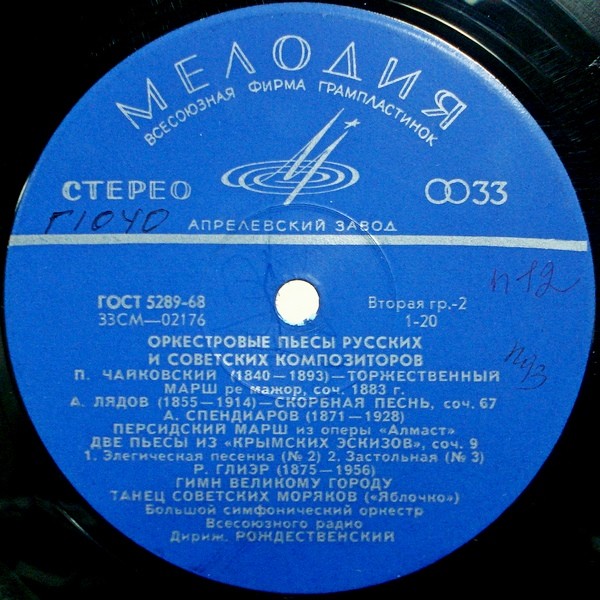 МЕЛОДИЯ
ВСЕСОЮЗНАЯ ФИРМА ГРАМПЛАСТИНОК
СТЕРЕО
33
Г1040
АПРЕЛЕВСКИЙ ЗАВОД
п12
ГОСТ 5289-68
Вторая гр.-2
33СМ—02176
1-20
ОРКЕСТРОВЫЕ ПЬЕСЫ РУССКИХ
И СОВЕТСКИХ КОМПОЗИТОРОВ
П. ЧАЙКОВСКИЙ (1840—1893)—ТОРЖЕСТВЕННЫЙ
МАРШ ре мажор, соч. 1883 г.
А. ЛЯДОВ (1855—1914)—СКОРБНАЯ ПЕСНЬ, соч. 67
А. СПЕНДИАРОВ (1871—1928)
ПЕРСИДСКИЙ МАРШ из оперы «Алмаст»
ДВЕ ПЬЕСЫ ИЗ «КРЫМСКИХ ЭСКИЗОВ», соч. 9
1. Элегическая песенка (№ 2) 2. Застольная (№ 3)
Р. ГЛИЭР (1875—1956)
ГИМН ВЕЛИКОМУ ГОРОДУ
ТАНЕЦ СОВЕТСКИХ МОРЯКОВ («Яблочко»)
Большой симфонический оркестр
Всесоюзного радио
Дириж. РОЖДЕСТВЕНСКИЙ